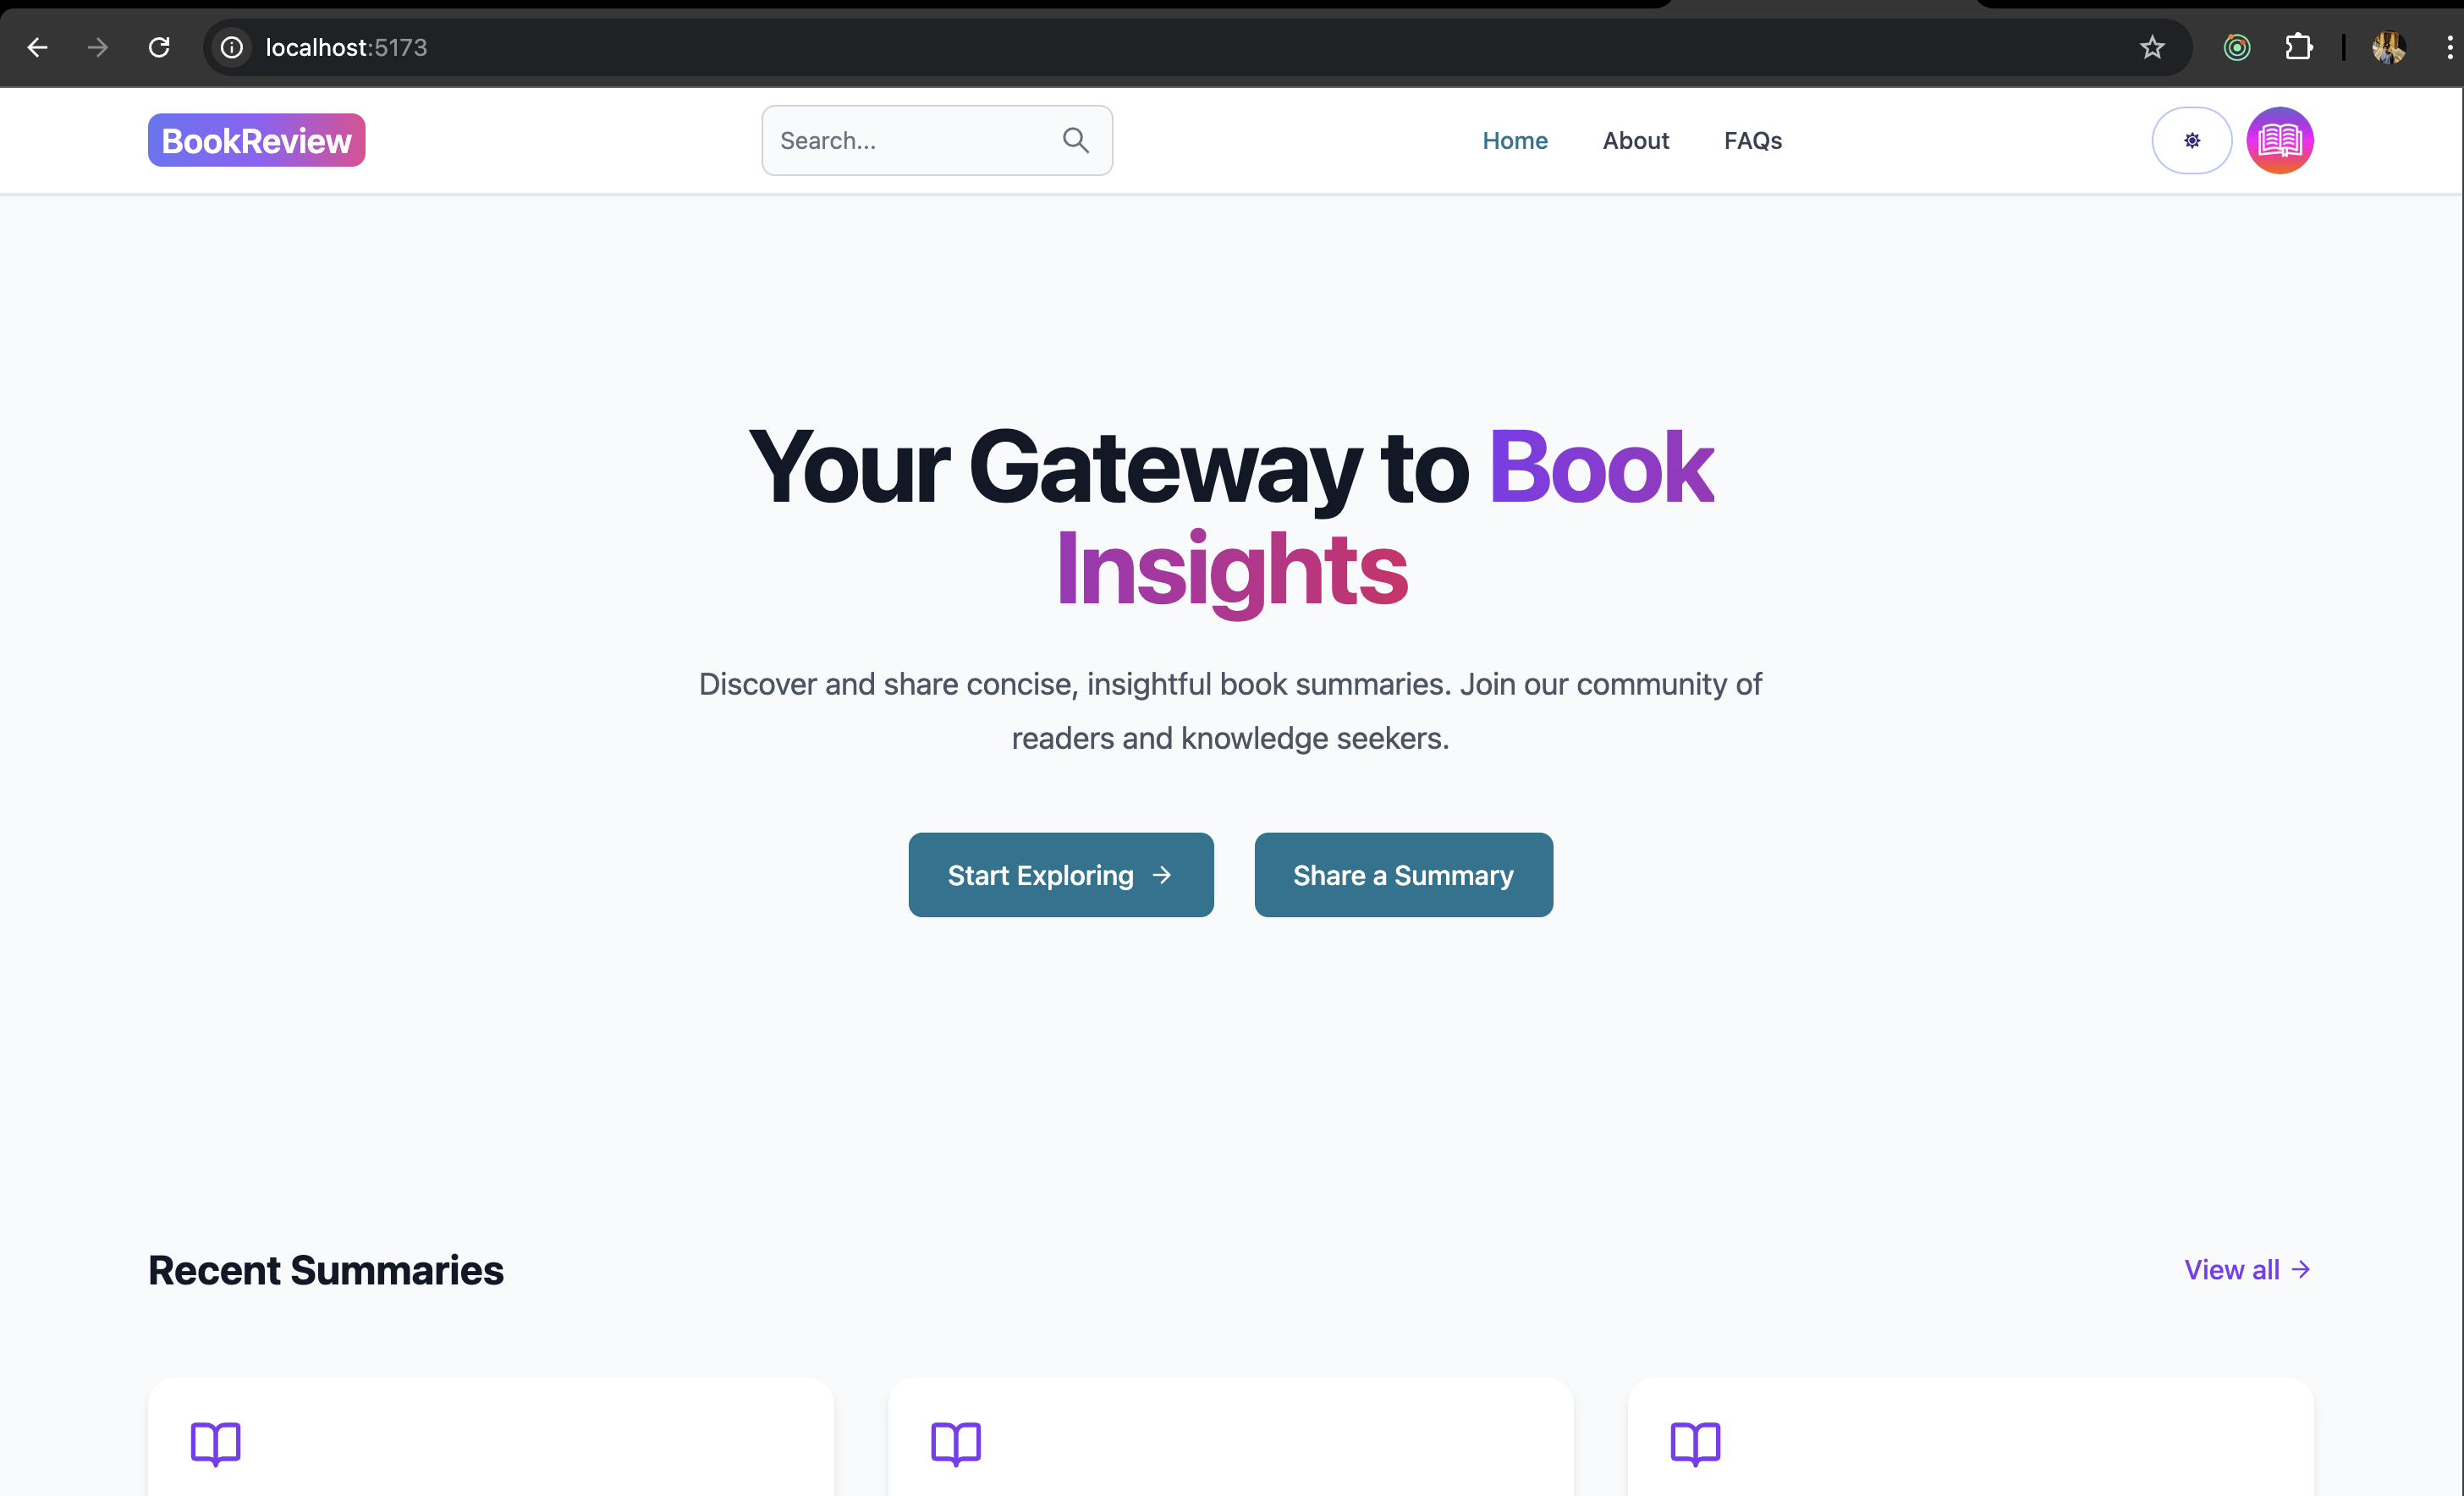 localhost:5173
BookReview
Search...
Home
About
FAQs
Your Gateway to Book
Insights
Discover and share concise, insightful book summaries. Join our community of
readers and knowledge seekers.
Start Exploring →
Share a Summary
Recent Summaries
View all →